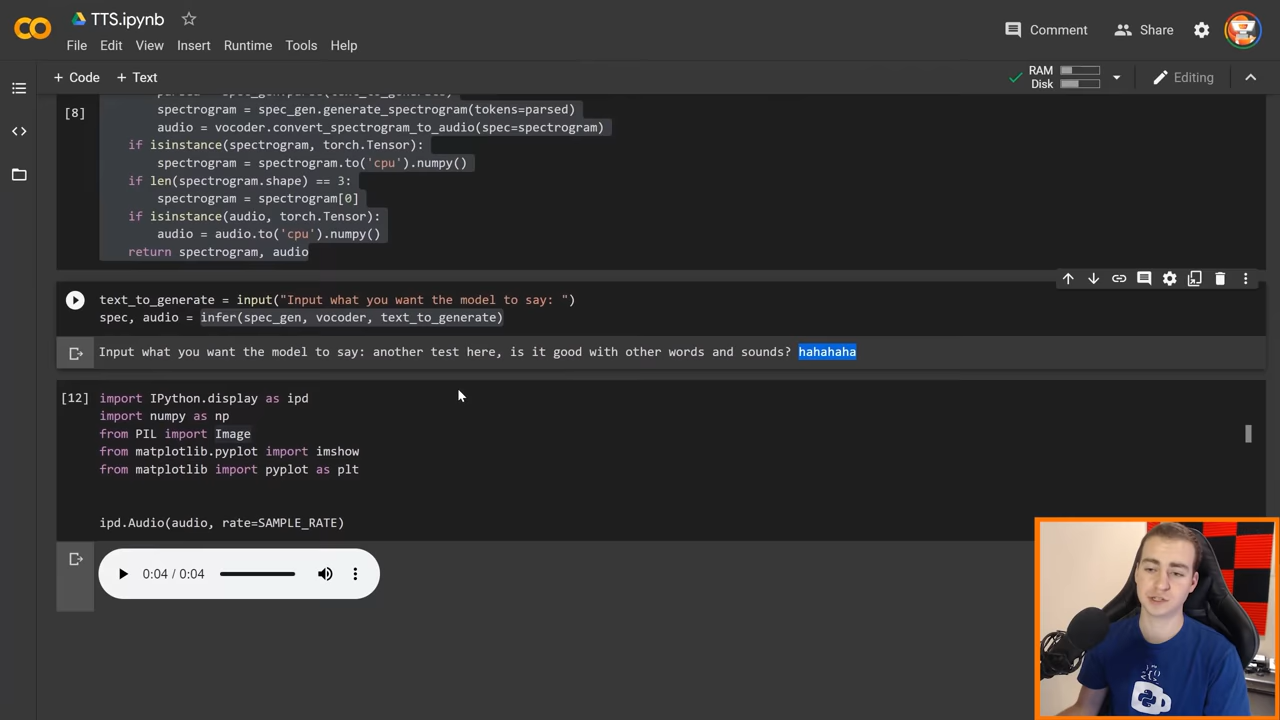 TTS.ipynb
Comment
Share
File Edit View Insert Runtime Tools Help
+ Code + Text
RAM
Disk
Editing
[8]
spectrogram = spec_gen.generate_spectrogram(tokens=parsed)
audio = vocoder.convert_spectrogram_to_audio(spec=spectrogram)
if isinstance(spectrogram, torch.Tensor):
spectrogram = spectrogram.to('cpu').numpy()
if len(spectrogram.shape) == 3:
spectrogram = spectrogram[0]
if isinstance(audio, torch.Tensor):
audio = audio.to('cpu').numpy()
return spectrogram, audio
text_to_generate = input("Input what you want the model to say: ")
spec, audio = infer(spec_gen, vocoder, text_to_generate)
Input what you want the model to say: another test here, is it good with other words and sounds? hahahaha
[12] import IPython.display as ipd
import numpy as np
from PIL import Image
from matplotlib.pyplot import imshow
from matplotlib import pyplot as plt
ipd.Audio(audio, rate=SAMPLE_RATE)
0:04 / 0:04